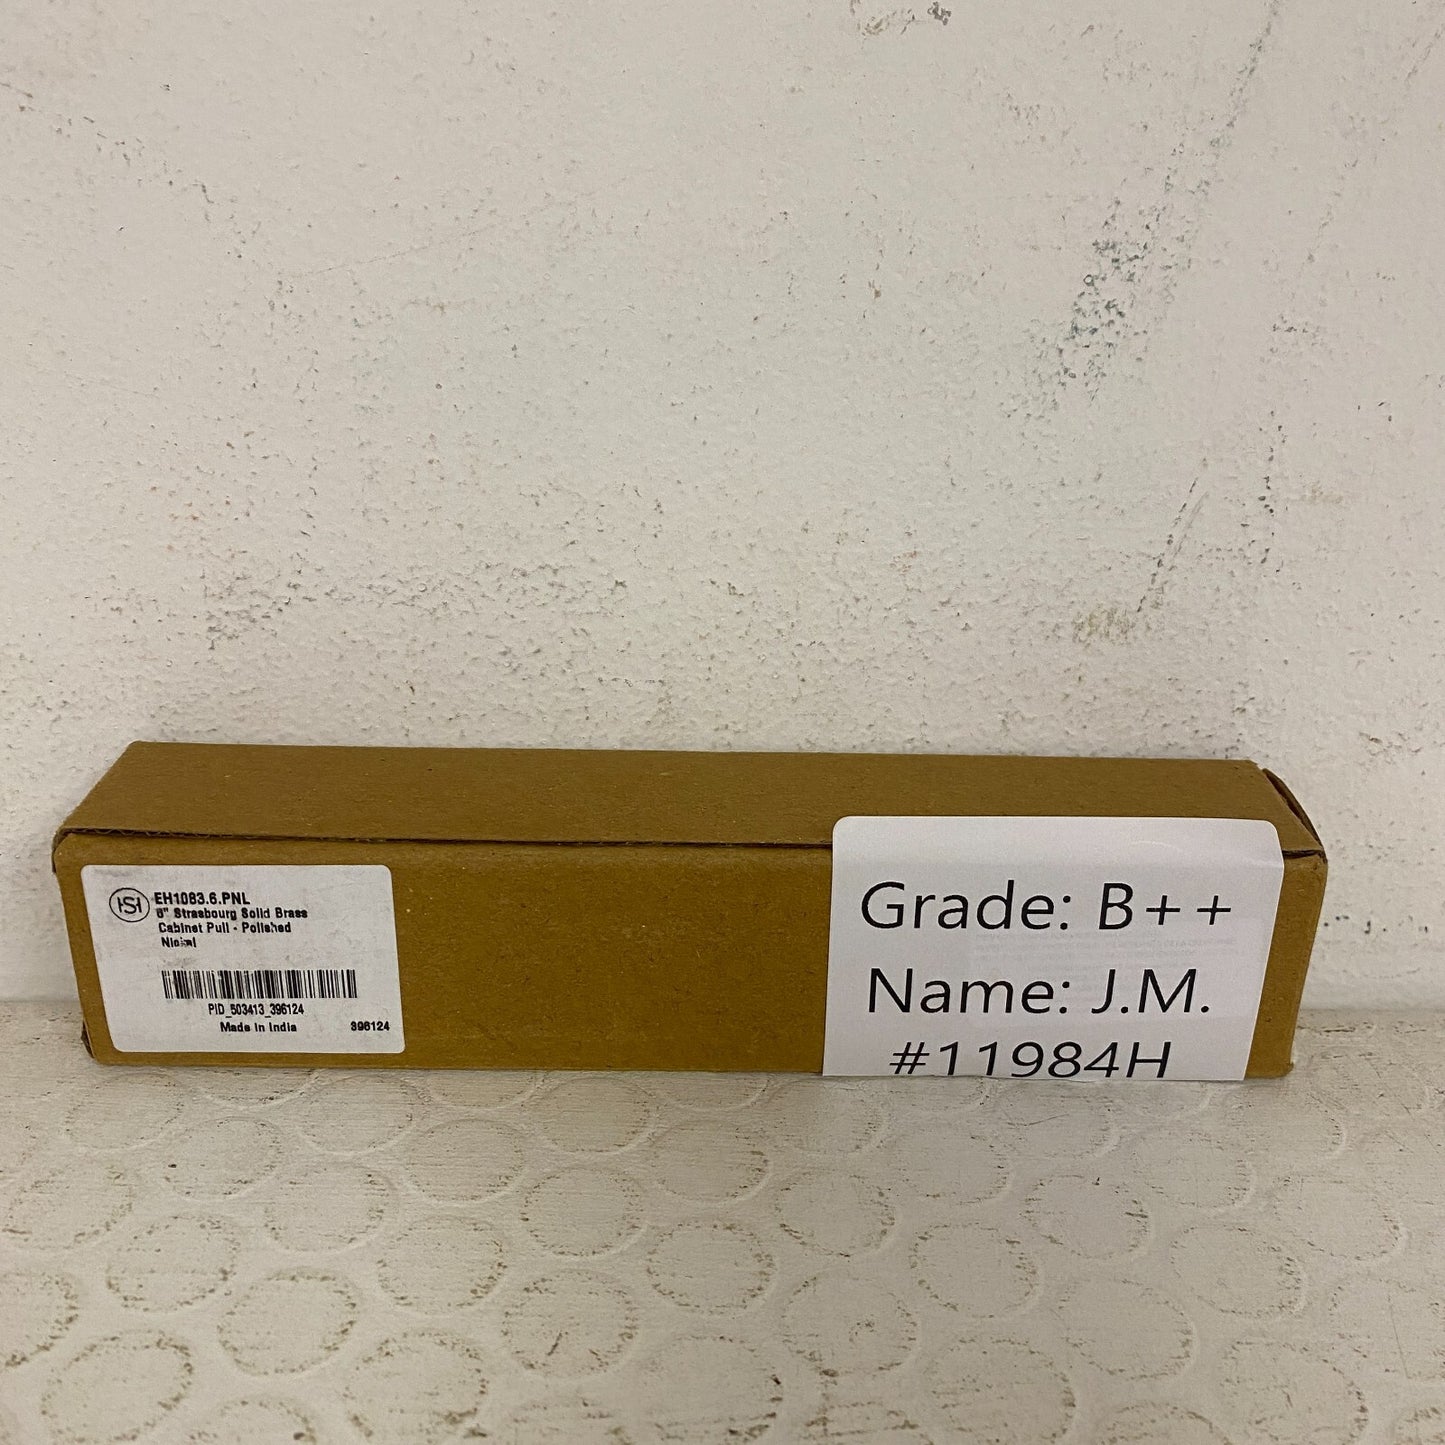 HSH
EH1083.6.PNL
6" Strasbourg Solid Brass
Cabinet Pull - Polished
Nickel
PID_503413_396124
Made in India
396124
Grade: B++
Name: J.M.
#11984H